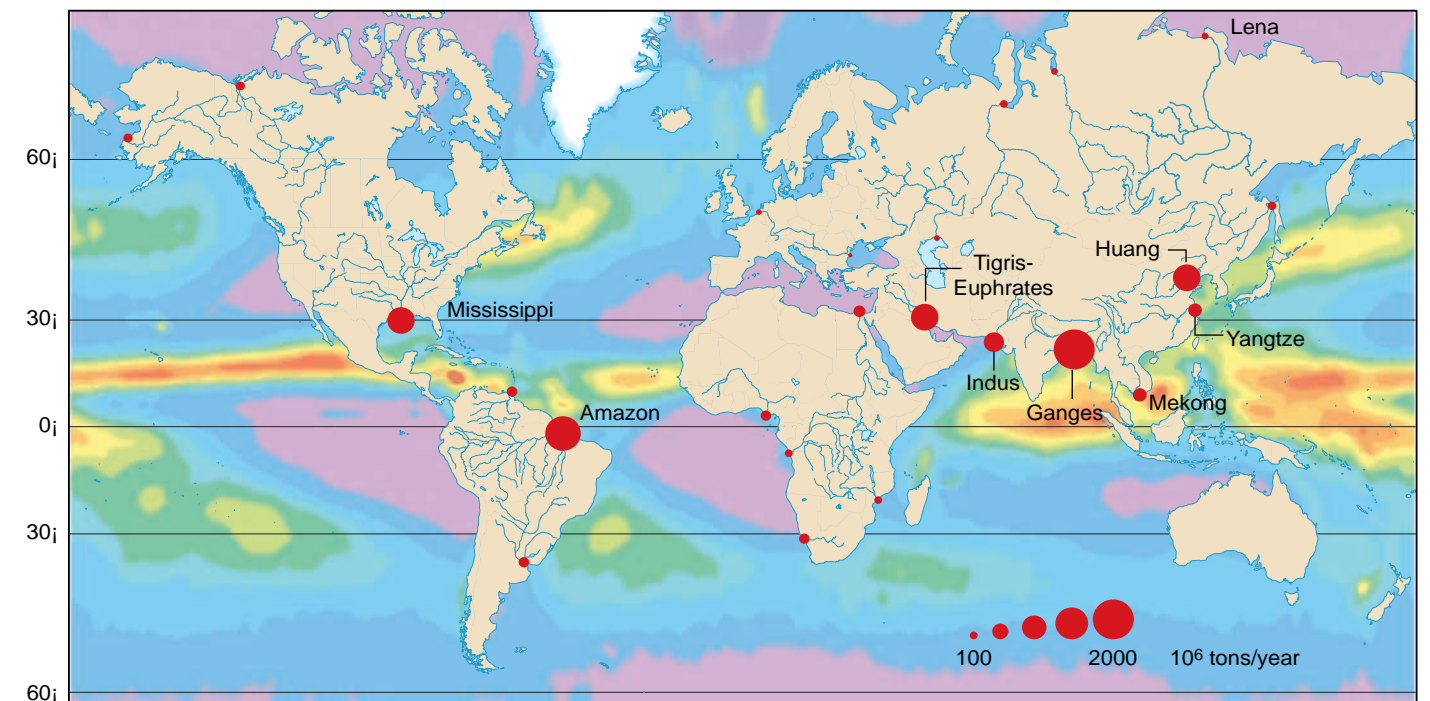 Lena
60¡
Huang
Tigris-
Euphrates
30¡
Mississippi
Yangtze
Indus
Ganges
Mekong
Amazon
0¡
30¡
100 2000 10⁶ tons/year
60¡